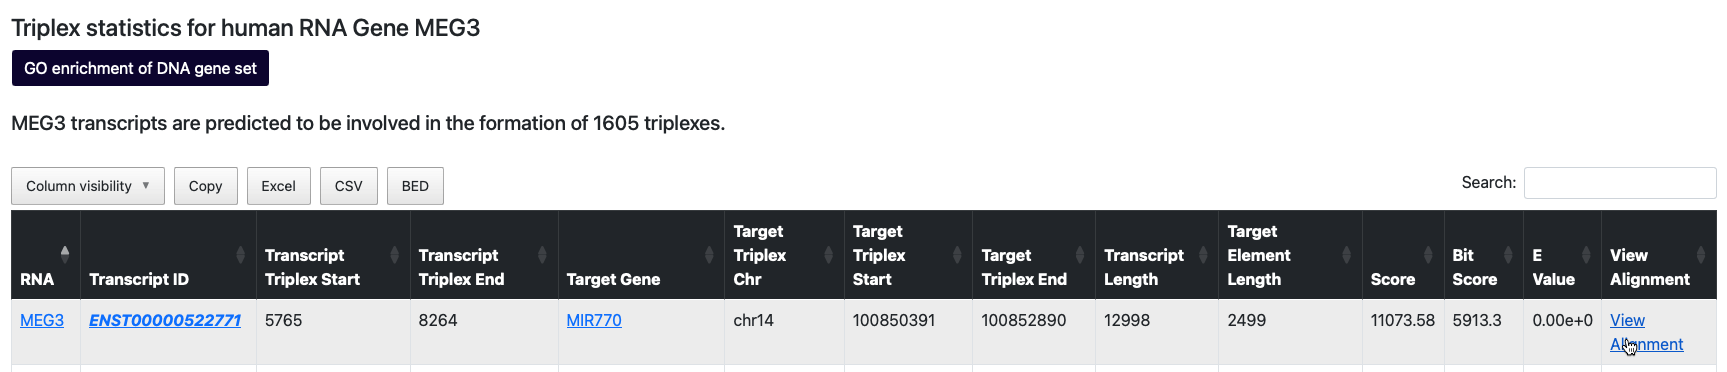 Triplex statistics for human RNA Gene MEG3
GO enrichment of DNA gene set
MEG3 transcripts are predicted to be involved in the formation of 1605 triplexes.
Column visibility ▼ Copy Excel CSV BED Search:
RNA Transcript ID Transcript Triplex Start Transcript Triplex End Target Gene Target Triplex Chr Target Triplex Start Target Triplex End Transcript Length Target Element Length Score Bit Score E Value View Alignment
MEG3 ENST00000522771 5765 8264 MIR770 chr14 100850391 100852890 12998 2499 11073.58 5913.3 0.00e+0 View Alignment